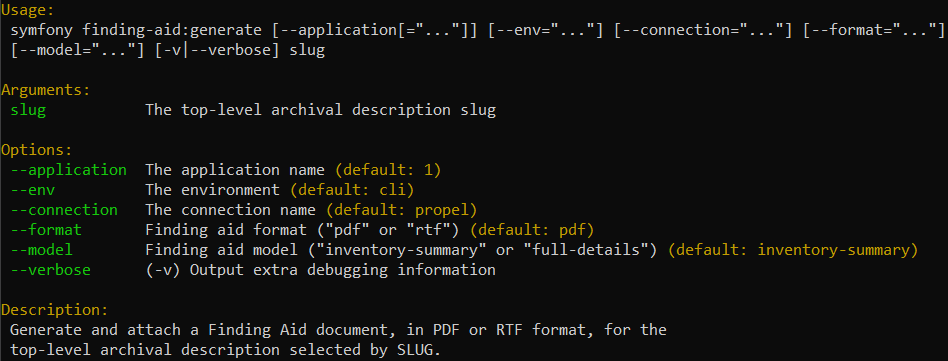 Usage:
symfony finding-aid:generate [--application[="..."]] [--env="..."] [--connection="..."] [--format="..."]
[--model="..."] [-v|--verbose] slug
Arguments:
slug The top-level archival description slug
Options:
--application The application name (default: 1)
--env The environment (default: cli)
--connection The connection name (default: propel)
--format Finding aid format ("pdf" or "rtf") (default: pdf)
--model Finding aid model ("inventory-summary" or "full-details") (default: inventory-summary)
--verbose (-v) Output extra debugging information
Description:
Generate and attach a Finding Aid document, in PDF or RTF format, for the
top-level archival description selected by SLUG.